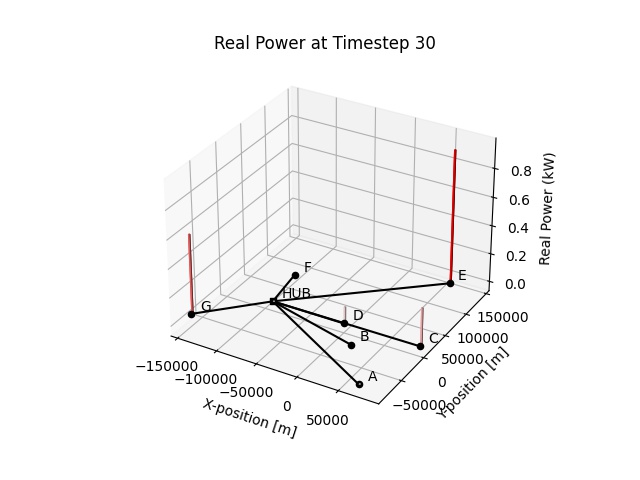 Real Power at Timestep 30
0.8
0.6
0.4
0.2
0.0
Real Power (kW)
F
E
HUB
G
D
B
C
A
150000
100000
50000
0
−50000
Y-position [m]
−150000
−100000
−50000
0
50000
X-position [m]